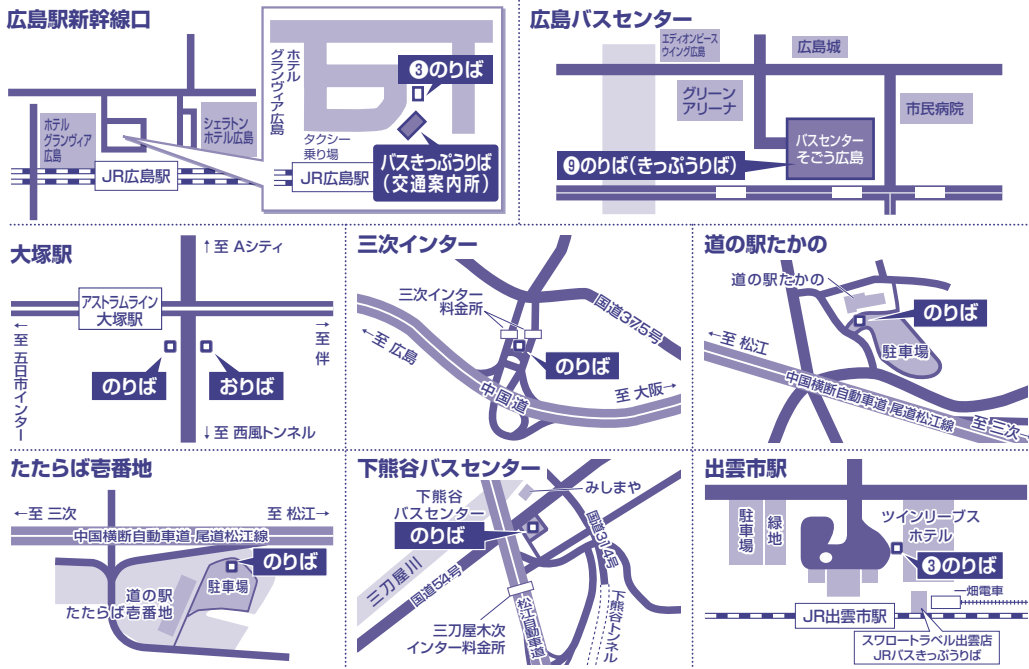 広島駅新幹線口
ホテル
グランヴィア
広島
シェラトン
ホテル広島
JR広島駅
ホテル
グランヴィア広島
❸のりば
タクシー
乗り場
JR広島駅
バスきっぷうりば
(交通案内所)
広島バスセンター
エディオンピース
ウイング広島
広島城
グリーン
アリーナ
市民病院
バスセンター
そごう広島
❾のりば(きっぷうりば)
大塚駅
↑至 Aシティ
アストラムライン
大塚駅
←至 五日市インター
→至 伴
のりば
おりば
↓至 西風トンネル
三次インター
三次インター
料金所
国道375号
←至 広島
のりば
中国道
至 大阪→
道の駅たかの
道の駅たかの
のりば
駐車場
←至 松江
中国横断自動車道 尾道松江線
至 三次→
たたらば壱番地
←至 三次
至 松江→
中国横断自動車道 尾道松江線
のりば
駐車場
道の駅
たたらば壱番地
下熊谷バスセンター
みしまや
下熊谷
バスセンター
のりば
国道314号
三刀屋川
国道54号
三刀屋木次
インター料金所
松江自動車道
下熊谷トンネル
出雲市駅
駐車場
緑地
ツインリーブス
ホテル
❸のりば
一畑電車
JR出雲市駅
スワロートラベル出雲店
JRバスきっぷうりば